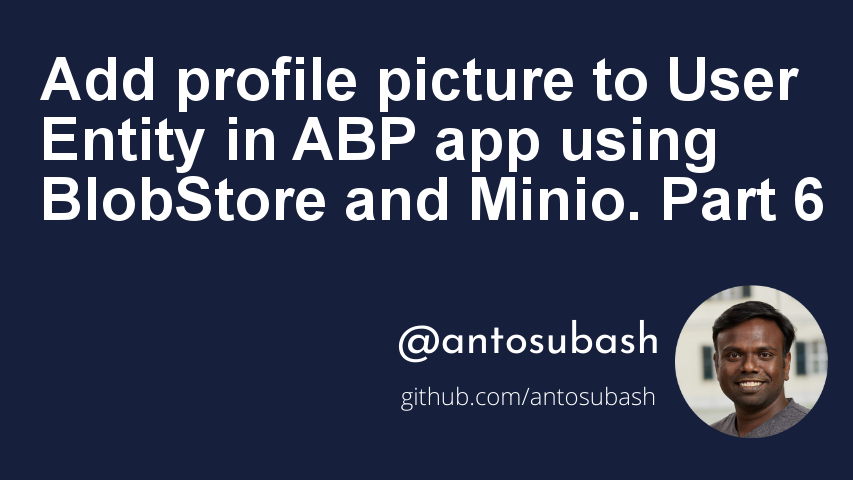 Add profile picture to User
Entity in ABP app using
BlobStore and Minio. Part 6
@antosubash
github.com/antosubash